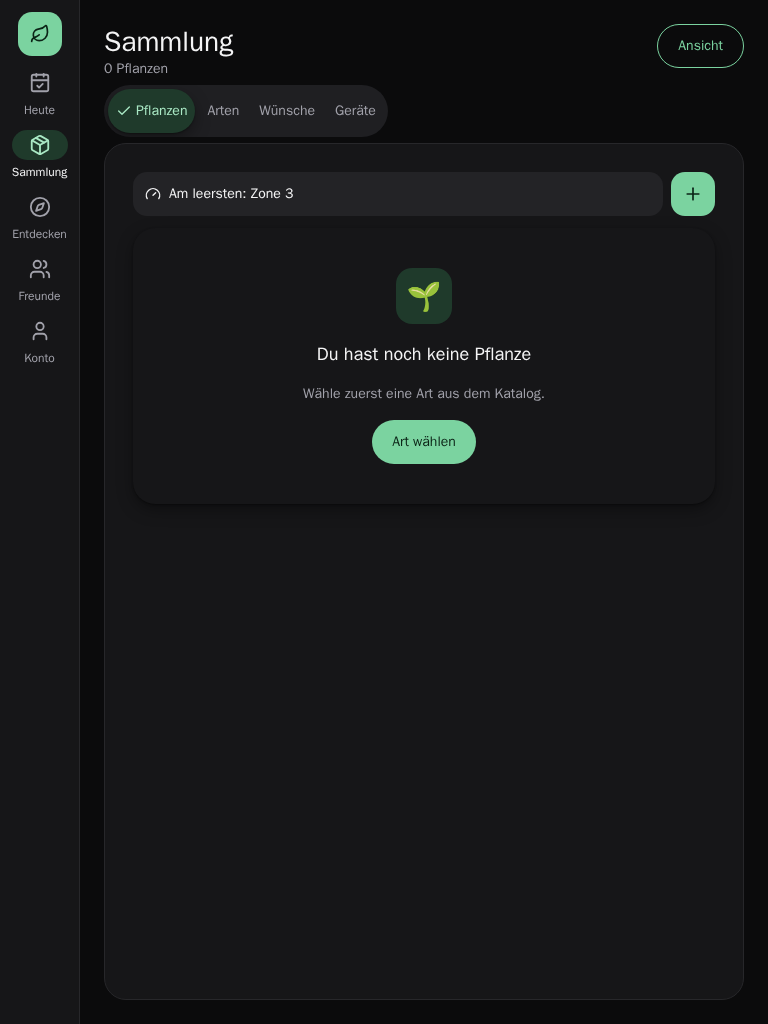 Heute
Sammlung
Entdecken
Freunde
Konto
Sammlung
0 Pflanzen
Ansicht
Pflanzen Arten Wünsche Geräte
Am leersten: Zone 3
Du hast noch keine Pflanze
Wähle zuerst eine Art aus dem Katalog.
Art wählen